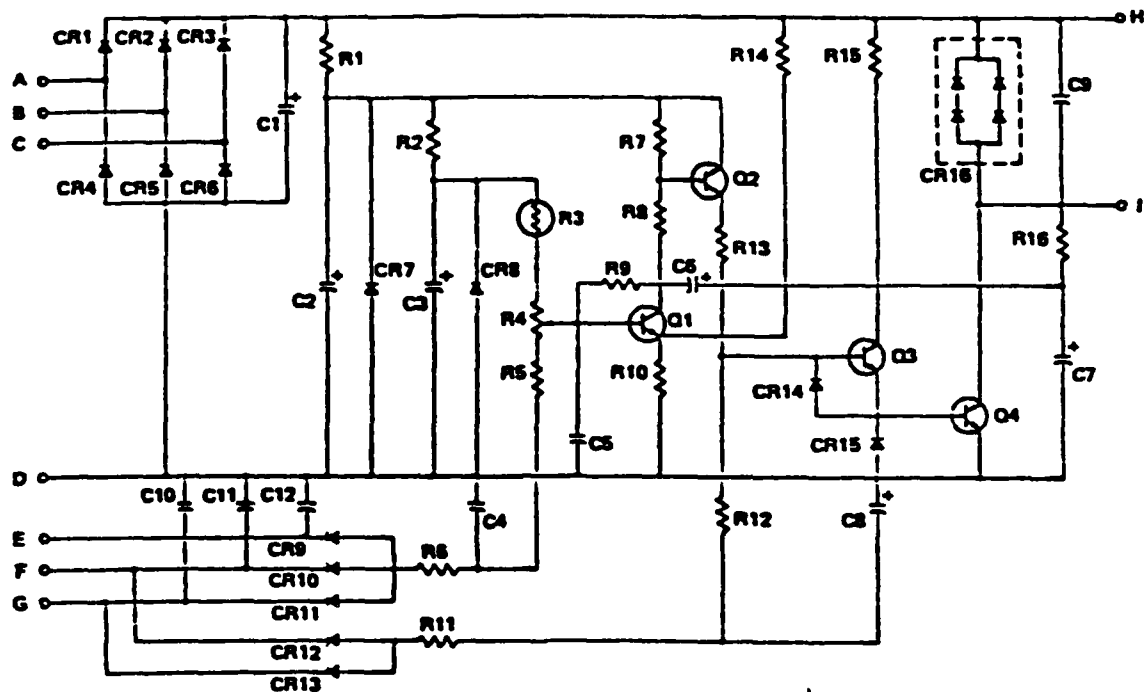 H
CR1 CR2 CR3
R1
R14 R15
A
B
C
C1
+
R2
R7
C9
CR4 CR5 CR6
Q2
CR16
I
R3
R8
R13
R16
R9 C6 +
C2 + CR7 C3 + CR8
R4
Q1
R5
R10
Q3
CR14
+ C7
Q4
C5
CR15
D
C10 C11 C12
C4
R12
C8 +
E
CR9
F
R6
CR10
G
CR11
R11
CR12
CR13